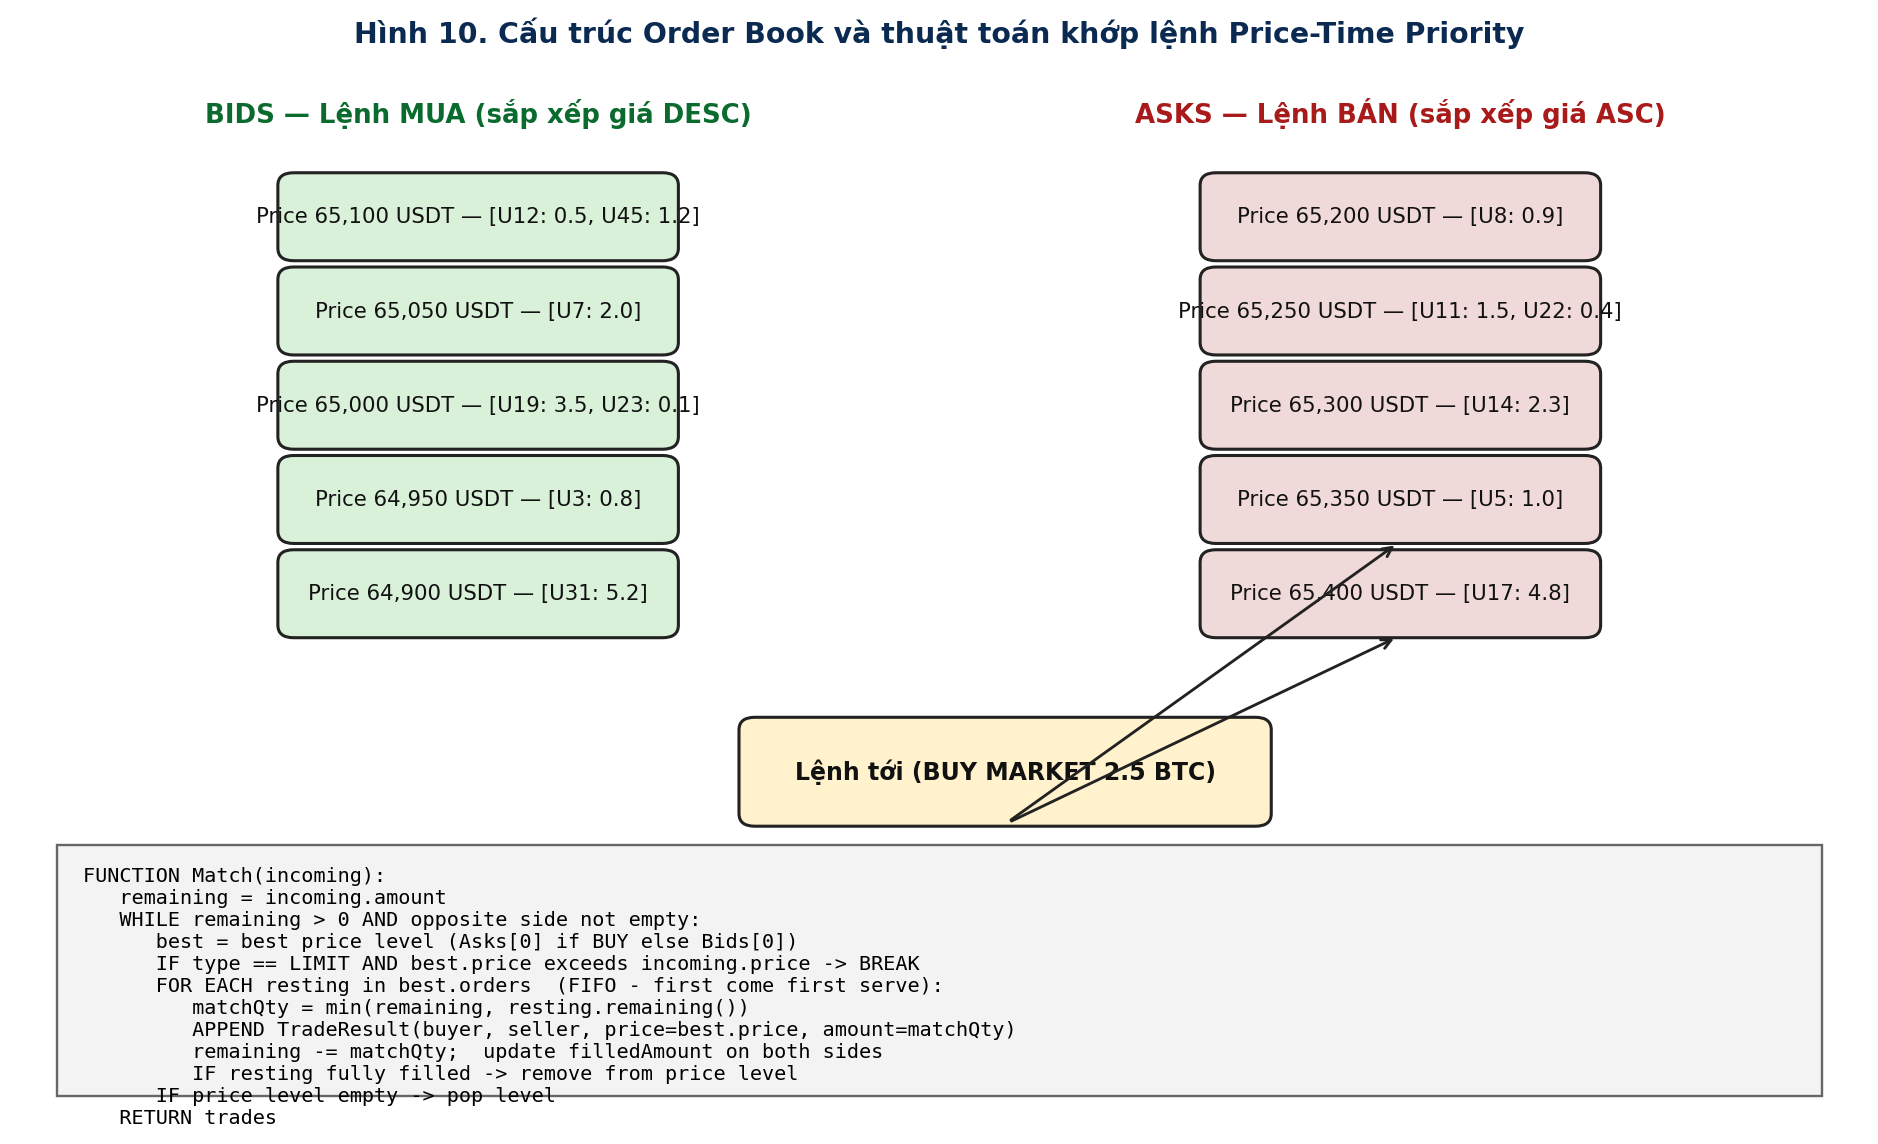 Hình 10. Cấu trúc Order Book và thuật toán khớp lệnh Price-Time Priority
BIDS — Lệnh MUA (sắp xếp giá DESC)
Price 65,100 USDT — [U12: 0.5, U45: 1.2]
Price 65,050 USDT — [U7: 2.0]
Price 65,000 USDT — [U19: 3.5, U23: 0.1]
Price 64,950 USDT — [U3: 0.8]
Price 64,900 USDT — [U31: 5.2]
ASKS — Lệnh BÁN (sắp xếp giá ASC)
Price 65,200 USDT — [U8: 0.9]
Price 65,250 USDT — [U11: 1.5, U22: 0.4]
Price 65,300 USDT — [U14: 2.3]
Price 65,350 USDT — [U5: 1.0]
Price 65,400 USDT — [U17: 4.8]
Lệnh tới (BUY MARKET 2.5 BTC)
FUNCTION Match(incoming):
   remaining = incoming.amount
   WHILE remaining > 0 AND opposite side not empty:
      best = best price level (Asks[0] if BUY else Bids[0])
      IF type == LIMIT AND best.price exceeds incoming.price -> BREAK
      FOR EACH resting in best.orders  (FIFO - first come first serve):
         matchQty = min(remaining, resting.remaining())
         APPEND TradeResult(buyer, seller, price=best.price, amount=matchQty)
         remaining -= matchQty;  update filledAmount on both sides
         IF resting fully filled -> remove from price level
      IF price level empty -> pop level
   RETURN trades